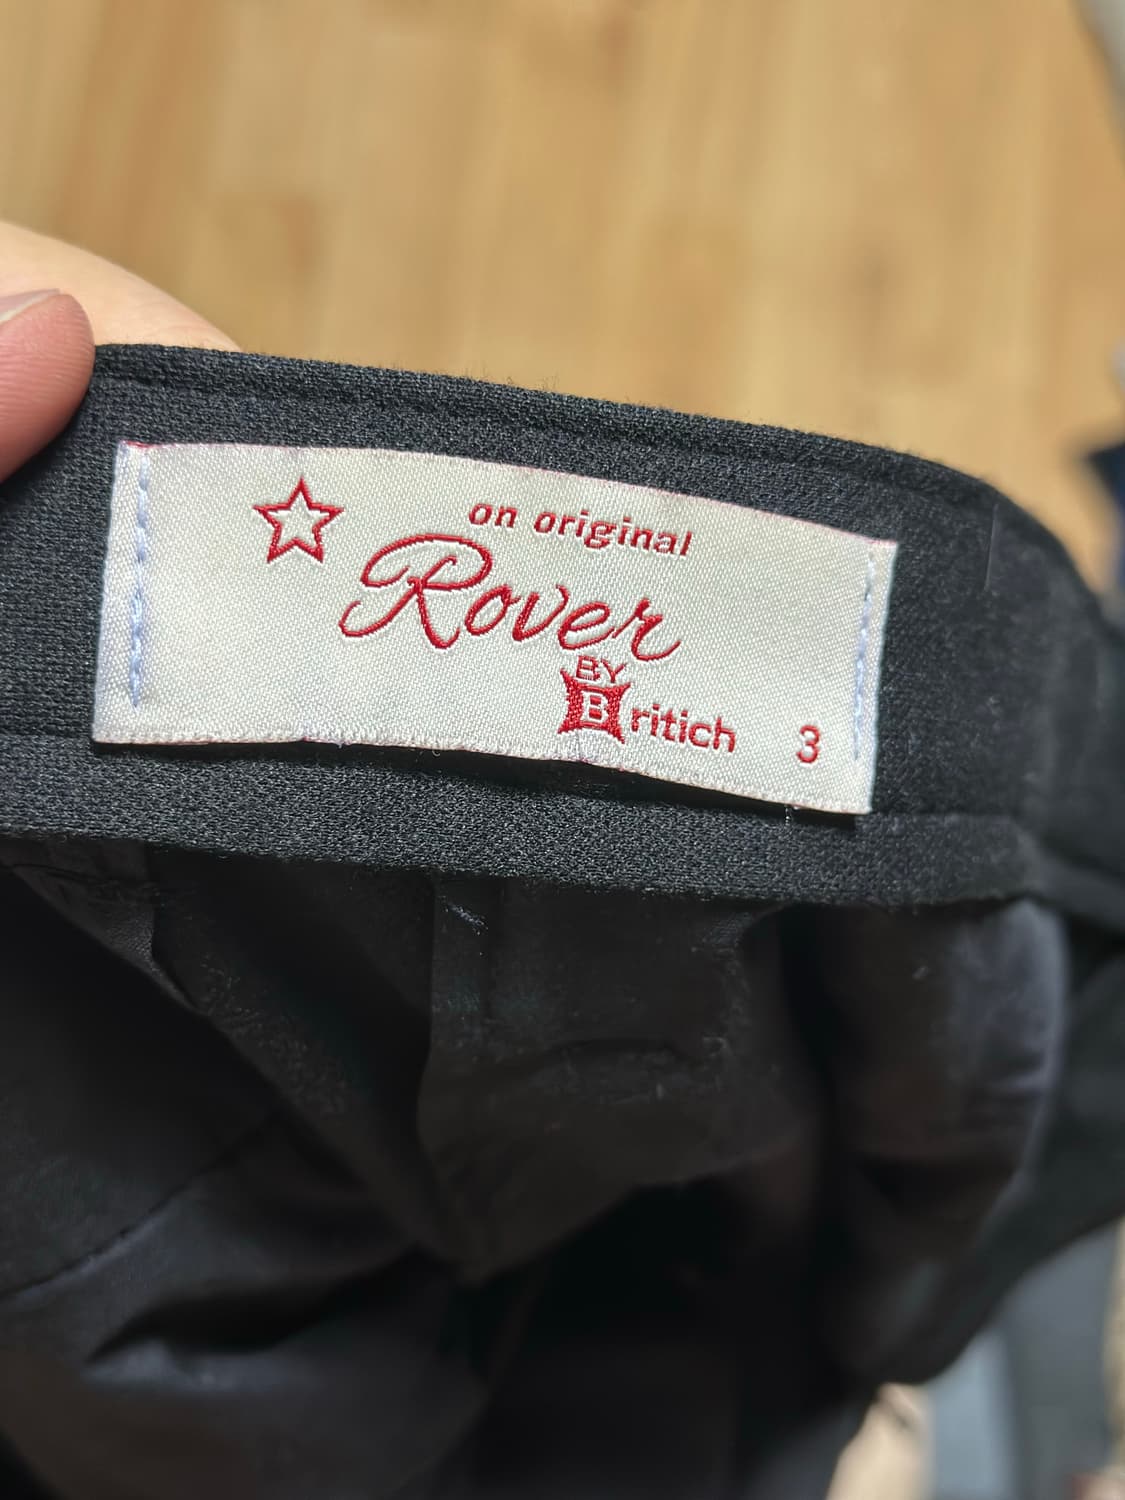 on original
Rover
BY
Britich
3